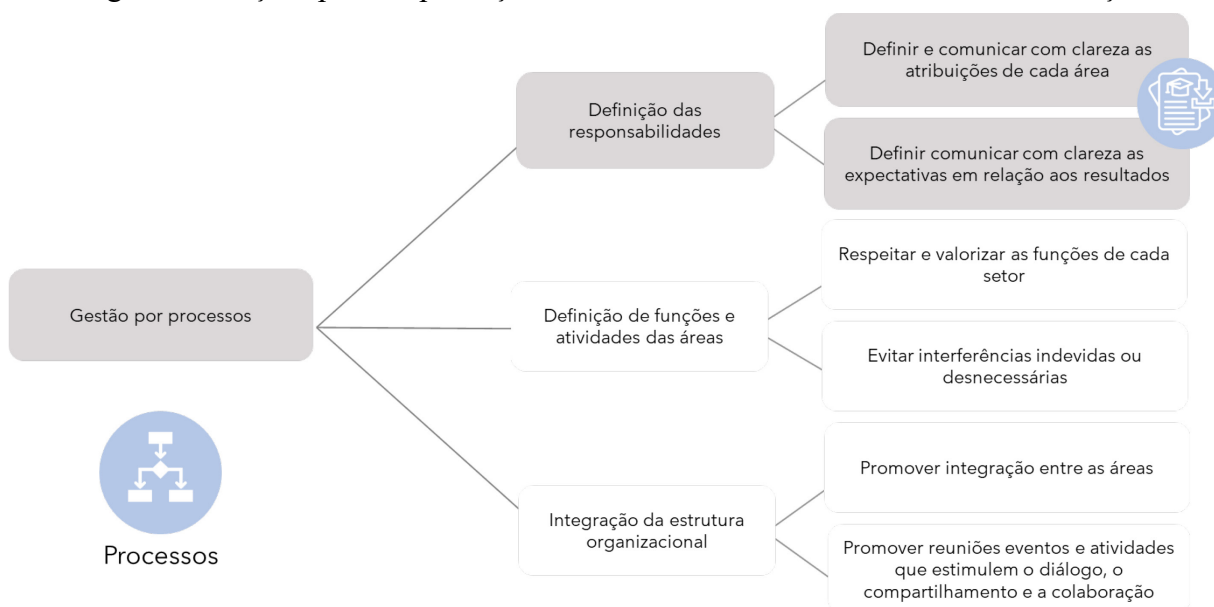 Definir e comunicar com clareza as
atribuições de cada área
Definição das
responsabilidades
Definir comunicar com clareza as
expectativas em relação aos resultados
Respeitar e valorizar as funções de cada
setor
Gestão por processos
Definição de funções e
atividades das áreas
Evitar interferências indevidas ou
desnecessárias
Promover integração entre as áreas
Integração da estrutura
organizacional
Promover reuniões eventos e atividades
que estimulem o diálogo, o
compartilhamento e a colaboração
Processos